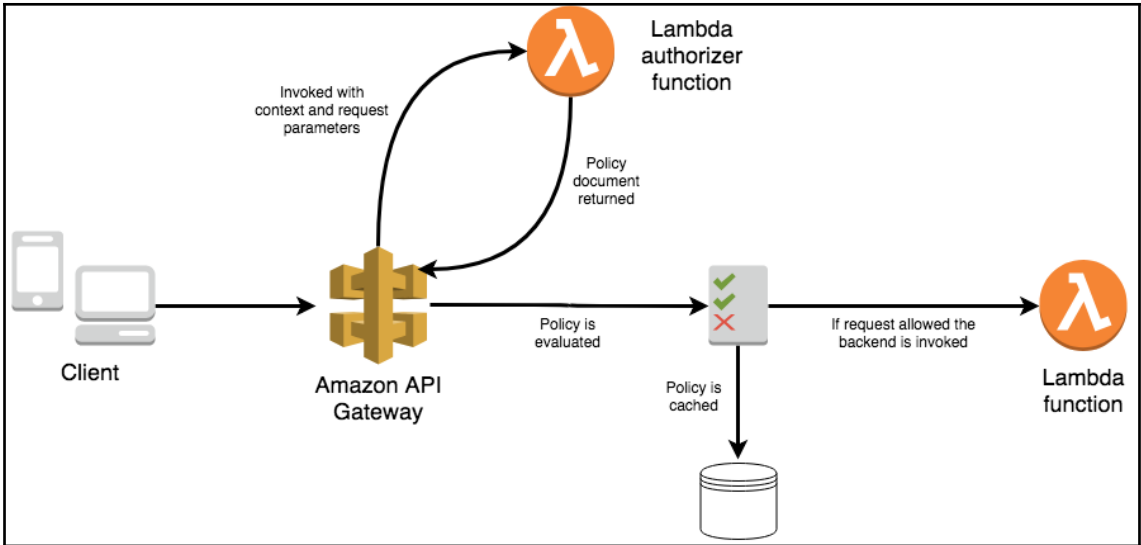 Lambda
authorizer
function
Invoked with
context and request
parameters
Policy
document
returned
Client
Amazon API
Gateway
Policy is
evaluated
If request allowed the
backend is invoked
Policy is
cached
Lambda
function